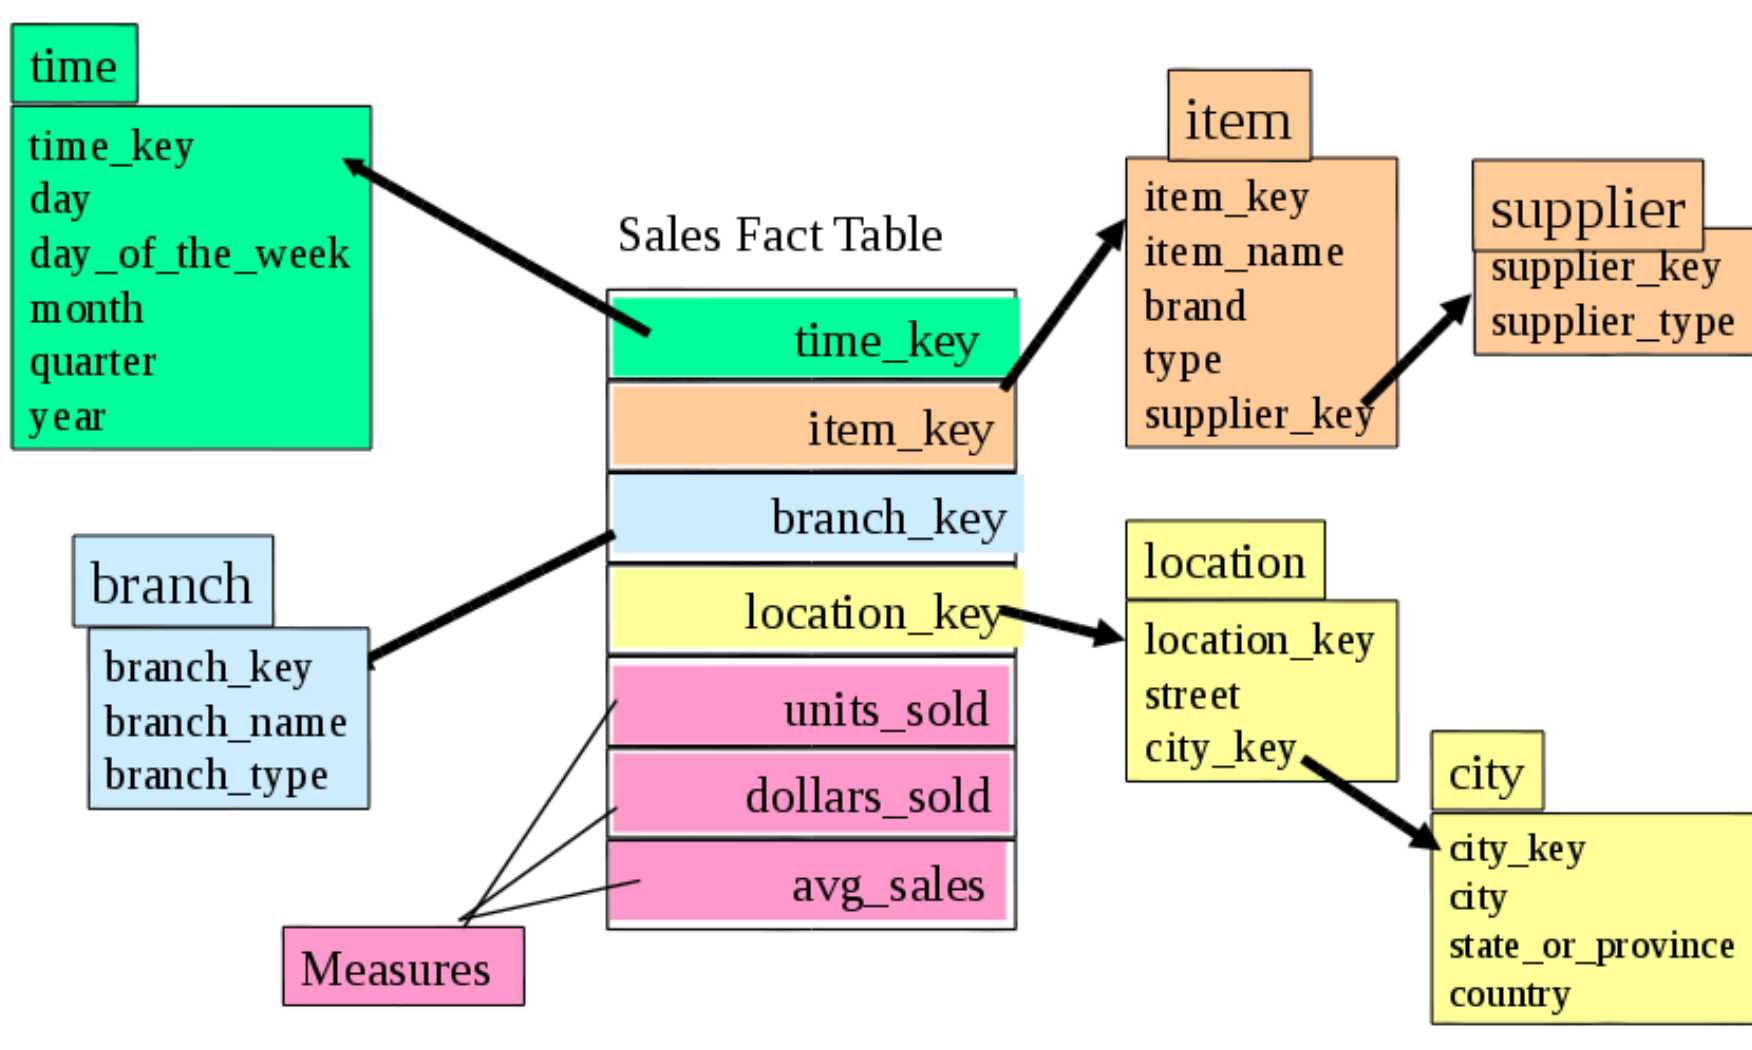 time
time_key
day
day_of_the_week
month
quarter
year
branch
branch_key
branch_name
branch_type
Measures
Sales Fact Table
time_key
item_key
branch_key
location_key
units_sold
dollars_sold
avg_sales
item
item_key
item_name
brand
type
supplier_key
supplier
supplier_key
supplier_type
location
location_key
street
city_key
city
city_key
city
state_or_province
country